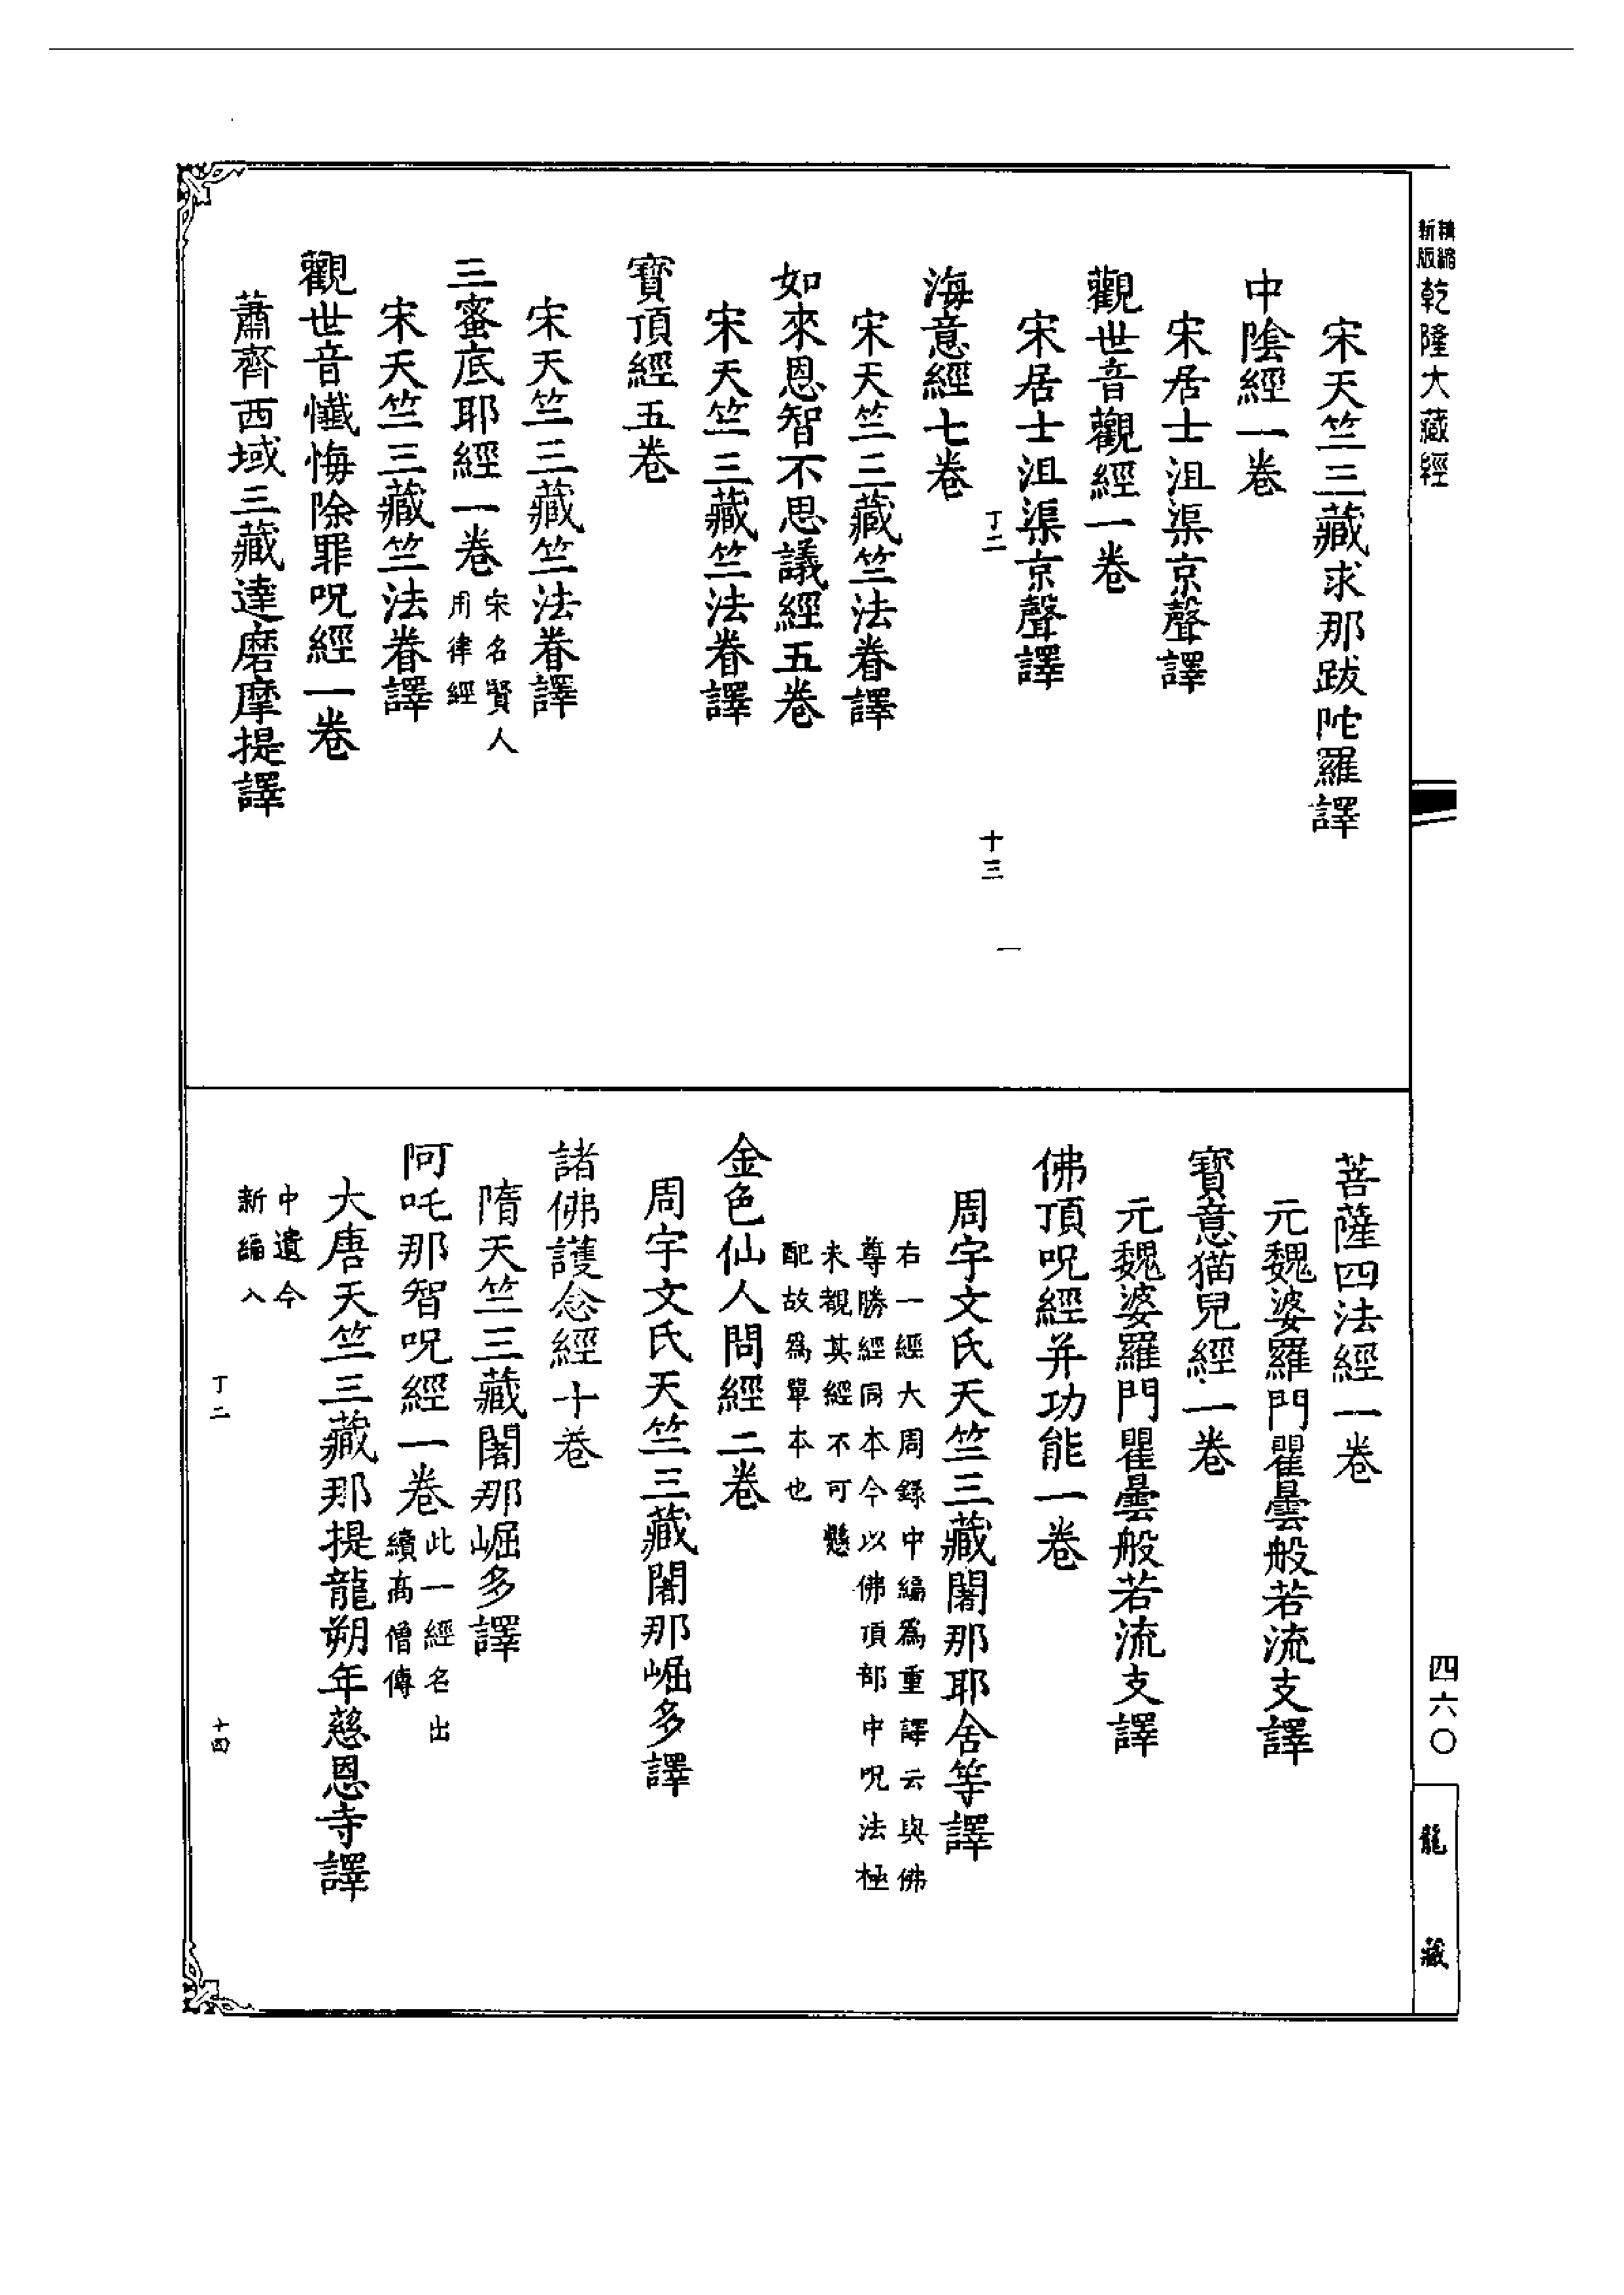 精縮新版乾隆大藏經
宋天竺三藏求那跋陀羅譯
中陰經一卷
宋居士沮渠京聲譯
觀世音觀經一卷
宋居士沮渠京聲譯
丁二 十三 一
海意經七卷
宋天竺三藏竺法眷譯
如來恩智不思議經五卷
宋天竺三藏竺法眷譯
寶頂經五卷
宋天竺三藏竺法眷譯
三蜜底耶經一卷宋名賢人用律經
宋天竺三藏竺法眷譯
觀世音懺悔除罪呪經一卷
蕭齊西域三藏達磨摩提譯
四六〇
龍藏
菩薩四法經一卷
元魏婆羅門瞿曇般若流支譯
寶意猫兒經一卷
元魏婆羅門瞿曇般若流支譯
佛頂呪經并功能一卷
周宇文氏天竺三藏闍那耶舍等譯
右一經大周錄中編爲重譯云與佛
尊勝經同本今以佛頂部中呪法極
未覩其經不可懸
配故爲單本也
金色仙人問經二卷
周宇文氏天竺三藏闍那崛多譯
諸佛護念經十卷
隋天竺三藏闍那崛多譯
阿吒那智呪經一卷此一經名出續高僧傳
大唐天竺三藏那提龍朔年慈恩寺譯
中遺今
新編入
丁二 十四